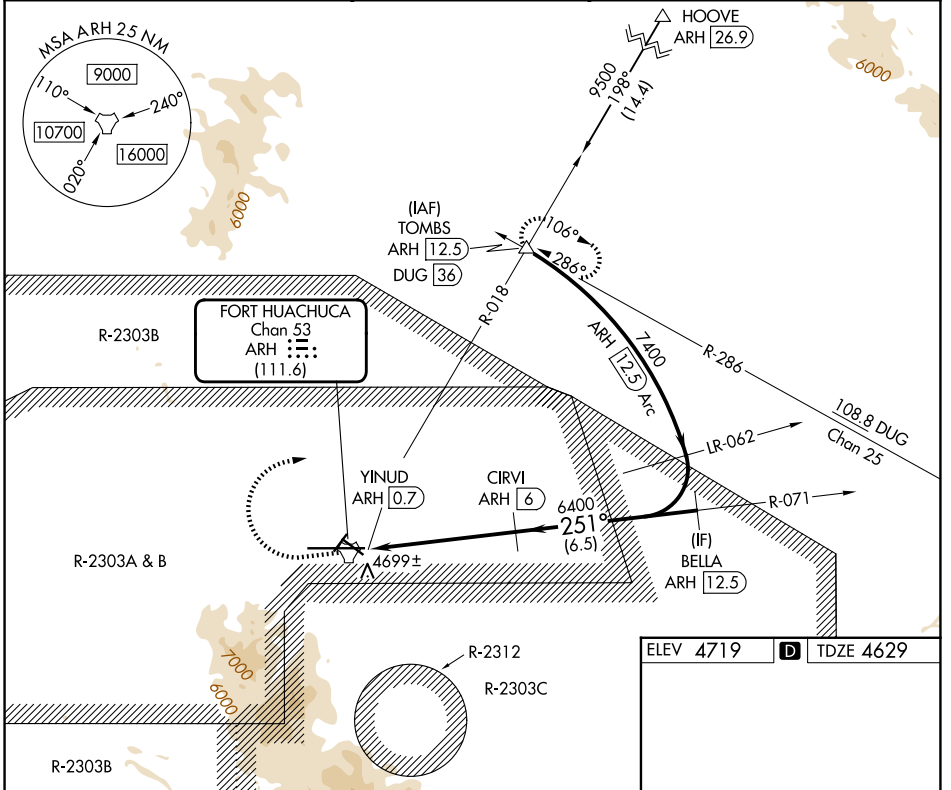 MSA ARH 25 NM
9000
110°
240°
10700
16000
020°
6000
HOOVE
ARH 26.9
6000
9500
198°
(14.4)
(IAF)
TOMBS
ARH 12.5
DUG 36
106°
286°
R-018
7400
ARH 12.5 Arc
R-286
108.8 DUG
Chan 25
R-2303B
FORT HUACHUCA
Chan 53
ARH
(111.6)
LR-062
R-071
YINUD
ARH 0.7
CIRVI
ARH 6
6400
251°
(6.5)
(IF)
BELLA
ARH 12.5
4699±
R-2303A & B
7000
6000
R-2312
R-2303C
R-2303B
ELEV 4719 D TDZE 4629